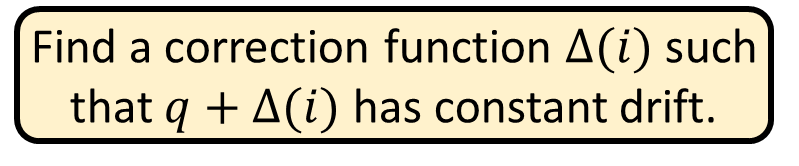 Find a correction function Δ(𝑖) such
that 𝑞 + Δ(𝑖) has constant drift.